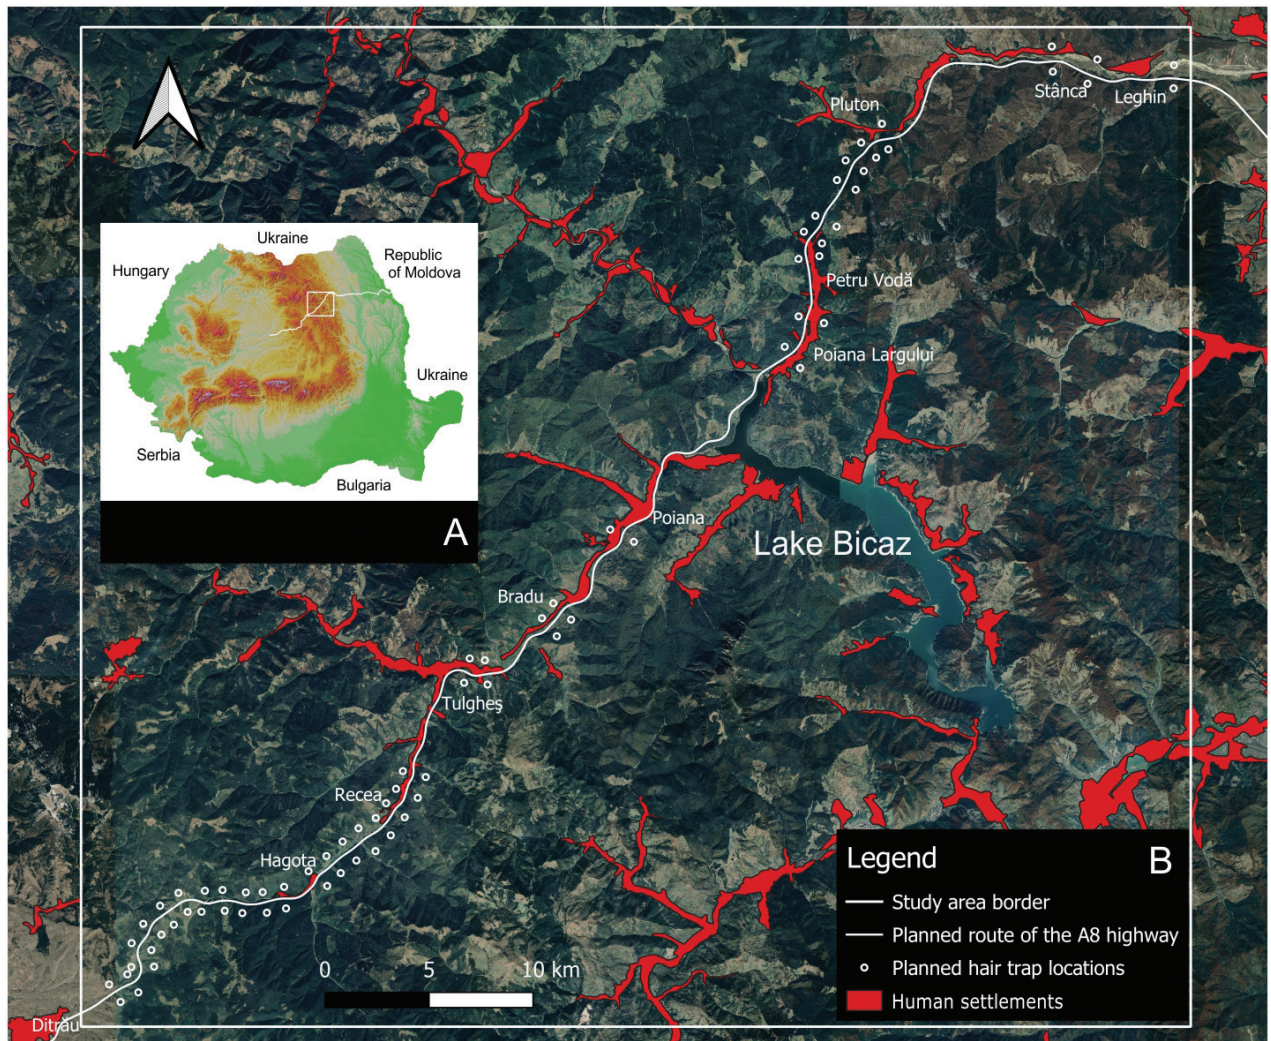 Pluton
Stânca
Leghin
Ukraine
Republic
of Moldova
Hungary
Petru Vodă
Poiana Largului
Ukraine
Serbia
Bulgaria
A
Poiana
Lake Bicaz
Bradu
Tulgheş
Recea
Hagota
Legend
B
Study area border
Planned route of the A8 highway
Planned hair trap locations
Human settlements
0 5 10 km
Ditrău